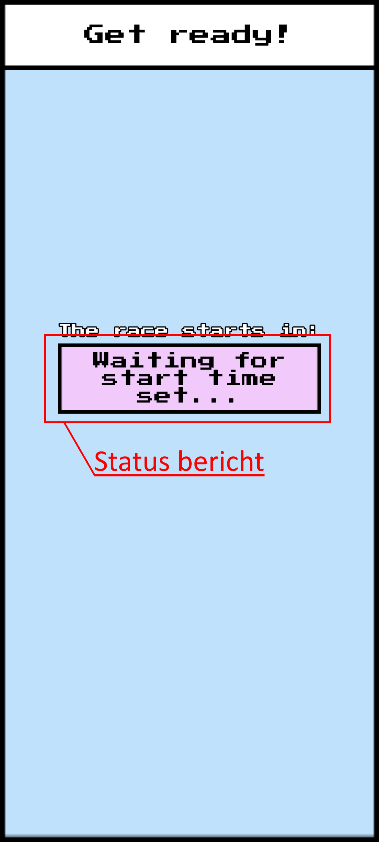 Get ready!
The race starts in:
Waiting for
start time
set...
Status bericht